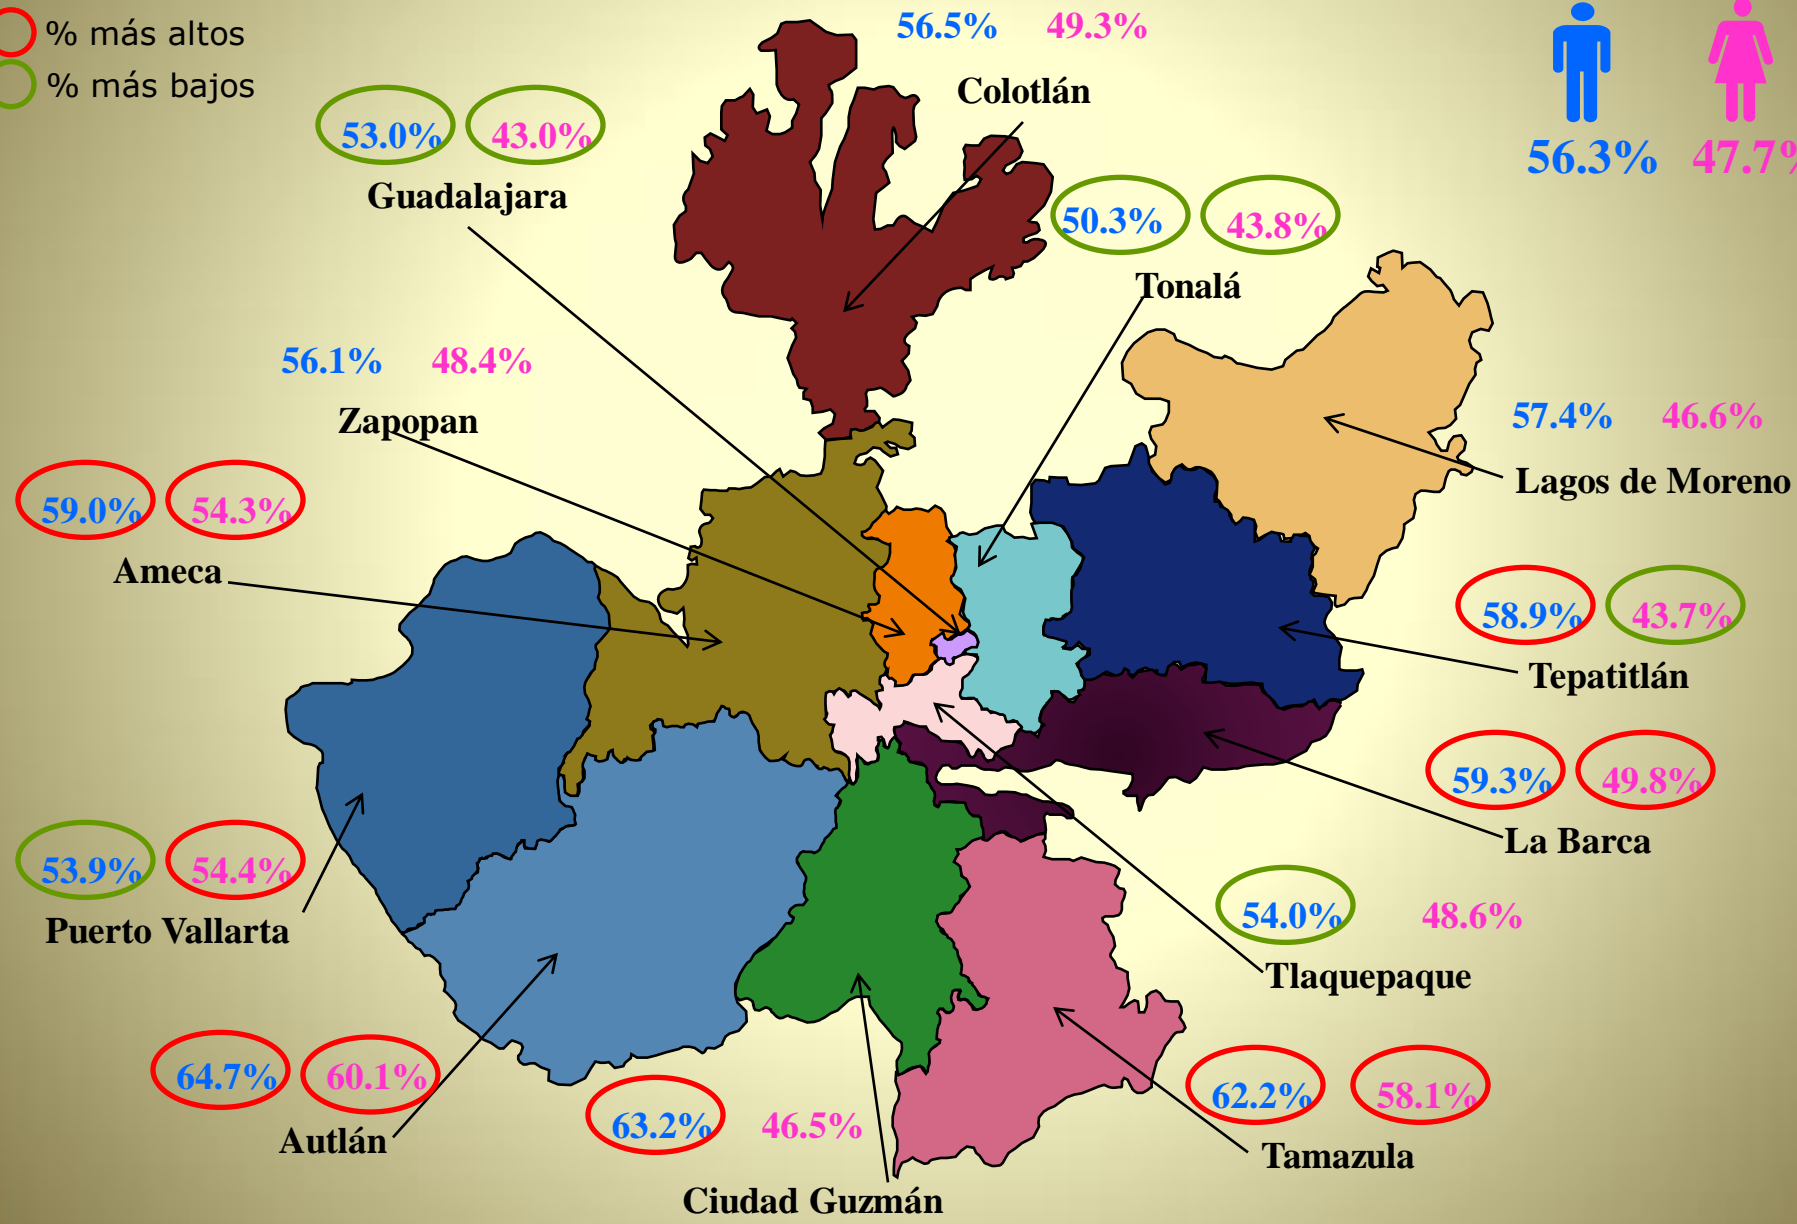 % más altos
% más bajos
56.5% 49.3%
Colotlán
56.3% 47.7%
53.0% 43.0%
Guadalajara
50.3% 43.8%
Tonalá
56.1% 48.4%
Zapopan
57.4% 46.6%
Lagos de Moreno
59.0% 54.3%
Ameca
58.9% 43.7%
Tepatitlán
59.3% 49.8%
La Barca
53.9% 54.4%
Puerto Vallarta
54.0% 48.6%
Tlaquepaque
64.7% 60.1%
Autlán
63.2% 46.5%
Ciudad Guzmán
62.2% 58.1%
Tamazula